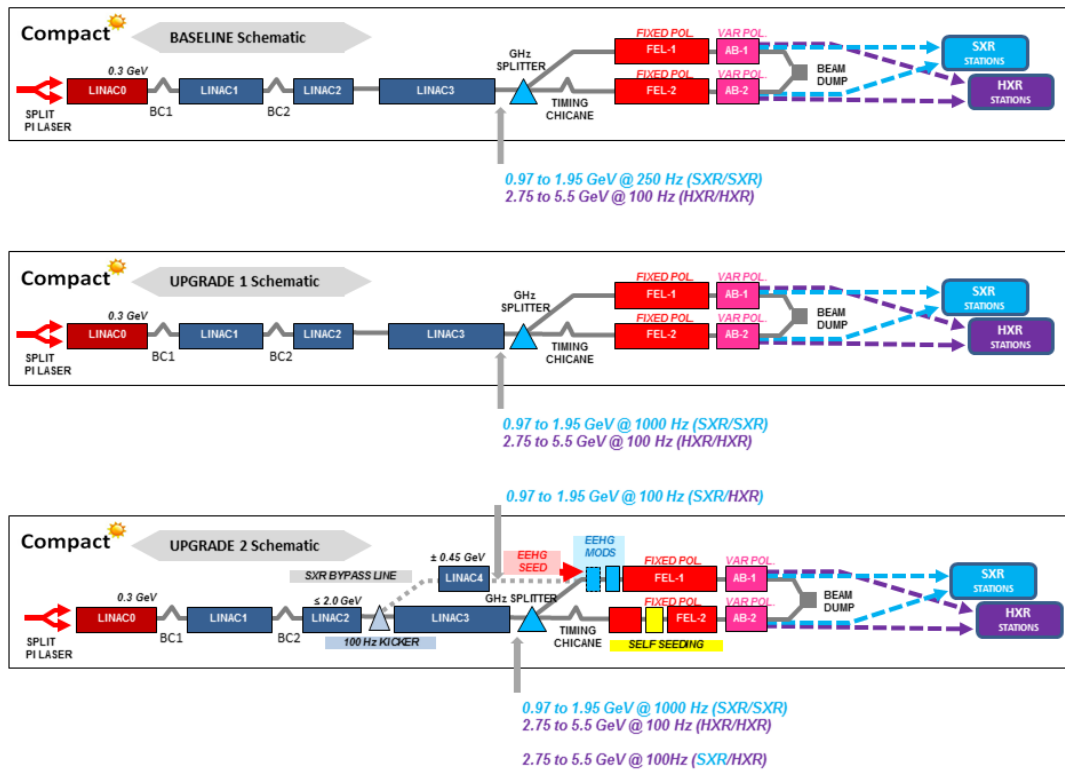 Compact
BASELINE Schematic
0.3 GeV
LINAC0
LINAC1
LINAC2
LINAC3
SPLIT
PI LASER
BC1
BC2
GHz
SPLITTER
TIMING
CHICANE
FIXED POL.
FEL-1
VAR POL.
AB-1
FIXED POL.
FEL-2
VAR POL.
AB-2
BEAM
DUMP
SXR
STATIONS
HXR
STATIONS
0.97 to 1.95 GeV @ 250 Hz (SXR/SXR)
2.75 to 5.5 GeV @ 100 Hz (HXR/HXR)
Compact
UPGRADE 1 Schematic
0.3 GeV
LINAC0
LINAC1
LINAC2
LINAC3
SPLIT
PI LASER
BC1
BC2
GHz
SPLITTER
TIMING
CHICANE
FIXED POL.
FEL-1
VAR POL.
AB-1
FIXED POL.
FEL-2
VAR POL.
AB-2
BEAM
DUMP
SXR
STATIONS
HXR
STATIONS
0.97 to 1.95 GeV @ 1000 Hz (SXR/SXR)
2.75 to 5.5 GeV @ 100 Hz (HXR/HXR)
0.97 to 1.95 GeV @ 100 Hz (SXR/HXR)
Compact
UPGRADE 2 Schematic
± 0.45 GeV
LINAC4
SXR BYPASS LINE
EEHG
SEED
EEHG
MODS
0.3 GeV
LINAC0
LINAC1
≤ 2.0 GeV
LINAC2
LINAC3
SPLIT
PI LASER
BC1
BC2
100 Hz KICKER
GHz SPLITTER
TIMING
CHICANE
FIXED POL.
FEL-1
VAR POL.
AB-1
FIXED POL.
FEL-2
VAR POL.
AB-2
SELF SEEDING
BEAM
DUMP
SXR
STATIONS
HXR
STATIONS
0.97 to 1.95 GeV @ 1000 Hz (SXR/SXR)
2.75 to 5.5 GeV @ 100 Hz (HXR/HXR)
2.75 to 5.5 GeV @ 100Hz (SXR/HXR)